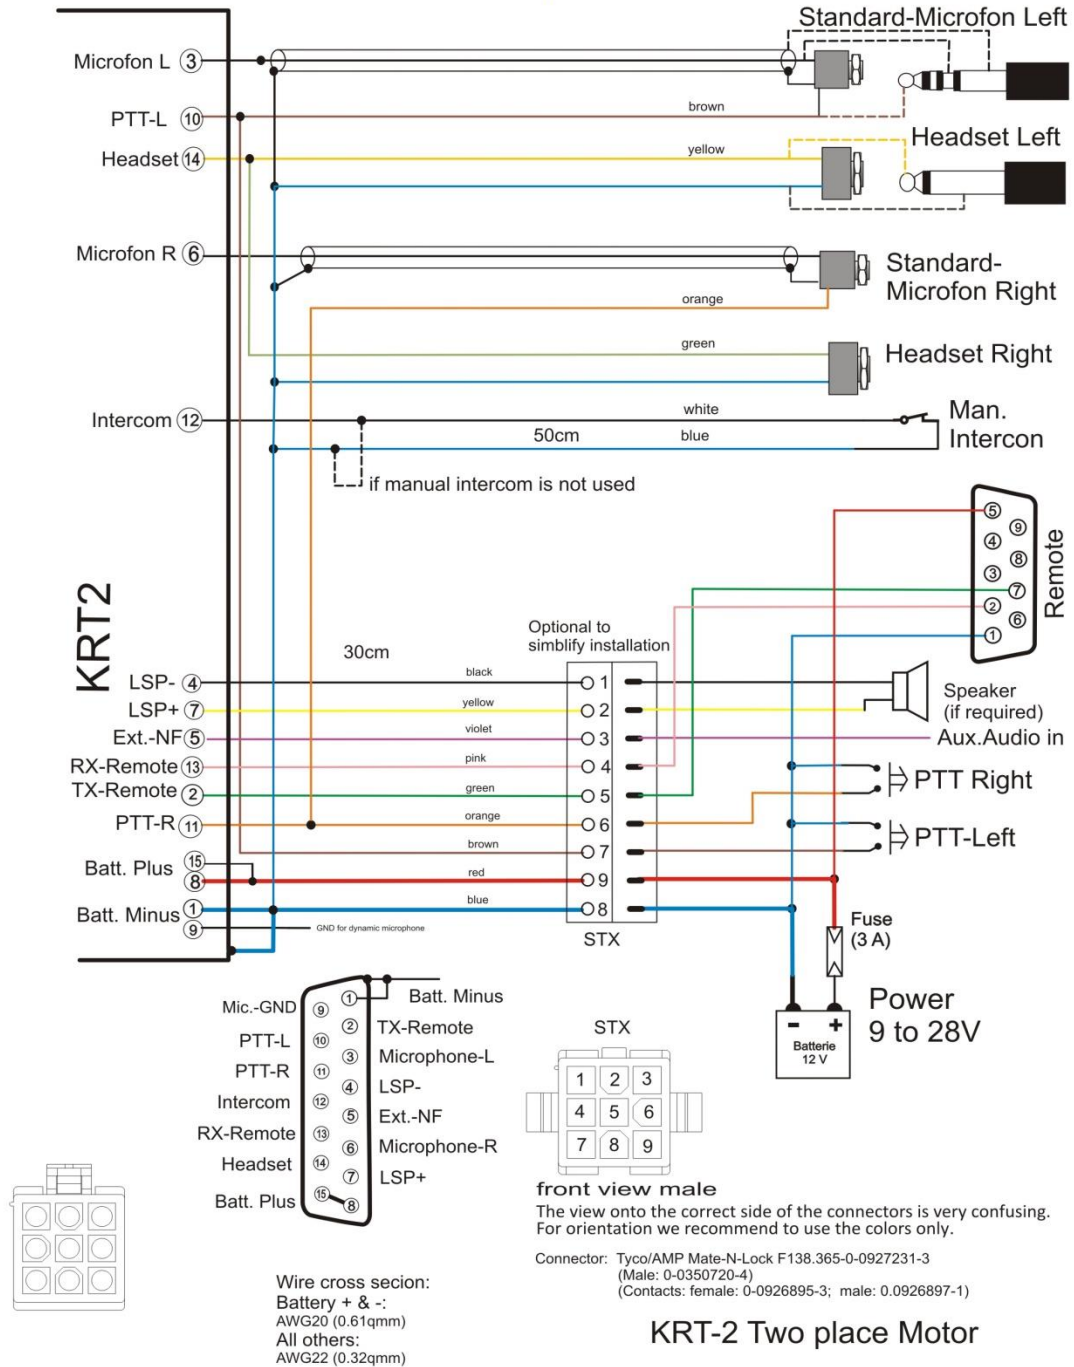 Standard-Microfon Left
Microfon L 3
brown
PTT-L 10
Headset Left
yellow
Headset 14
Microfon R 6
Standard-
Microfon Right
orange
green
Headset Right
Intercom 12
white
Man.
Intercon
50cm
blue
if manual intercom is not used
KRT2
Remote
5
9
4
8
3
7
2
6
1
Optional to
simblify installation
30cm
LSP- 4
black
1
LSP+ 7
yellow
2
Speaker
(if required)
Ext.-NF 5
violet
3
Aux.Audio in
RX-Remote 13
pink
4
PTT Right
TX-Remote 2
green
5
PTT-R 11
orange
6
PTT-Left
brown
7
Batt. Plus 15
8
red
9
Batt. Minus 1
9
blue
8
GND for dynamic microphone
STX
Fuse
(3 A)
Power
9 to 28V
- +
Batterie
12 V
Mic.-GND 9
1 Batt. Minus
PTT-L 10
2 TX-Remote
PTT-R 11
3 Microphone-L
Intercom 12
4 LSP-
RX-Remote 13
5 Ext.-NF
Headset 14
6 Microphone-R
Batt. Plus 15
7 LSP+
8
STX
1 2 3
4 5 6
7 8 9
front view male
The view onto the correct side of the connectors is very confusing.
For orientation we recommend to use the colors only.
Connector: Tyco/AMP Mate-N-Lock F138.365-0-0927231-3
(Male: 0-0350720-4)
(Contacts: female: 0-0926895-3; male: 0.0926897-1)
Wire cross secion:
Battery + & -:
AWG20 (0.61qmm)
All others:
AWG22 (0.32qmm)
KRT-2 Two place Motor